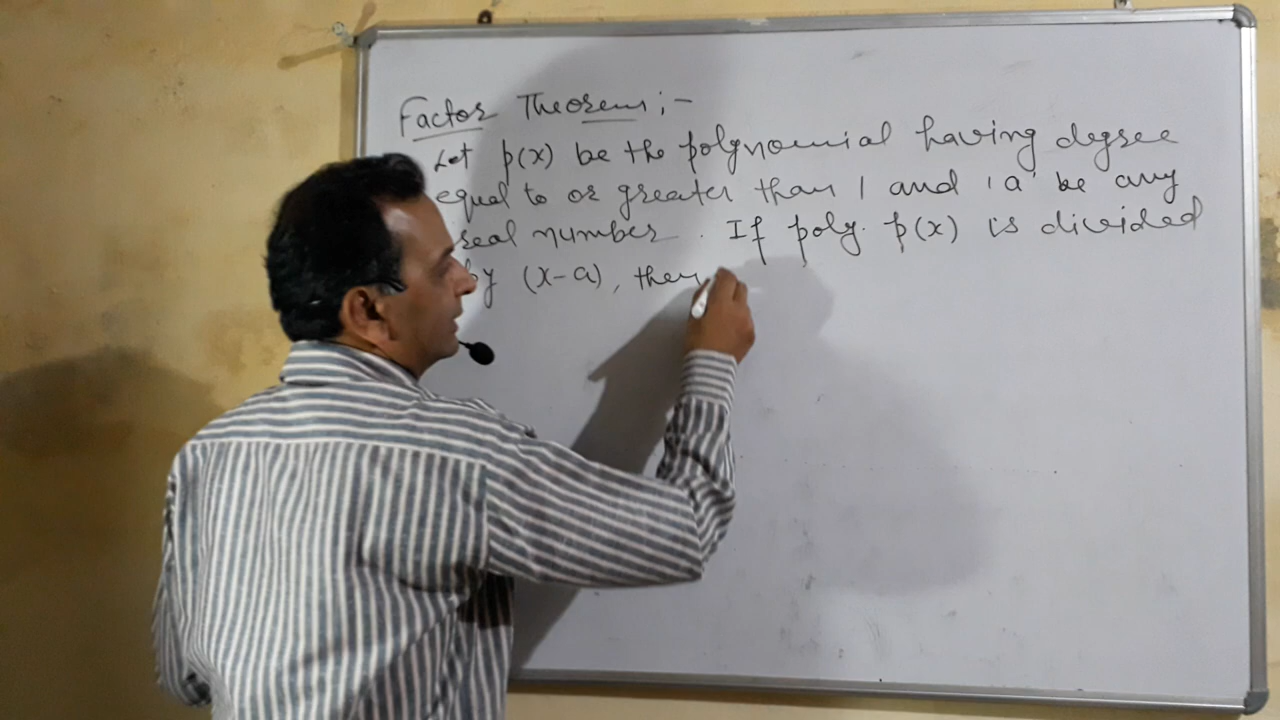 Factor Theorem :-
Let p(x) be the polynomial having degree
equal to or greater than 1 and 'a' be any
real number. If poly. p(x) is divided
by (x-a), then